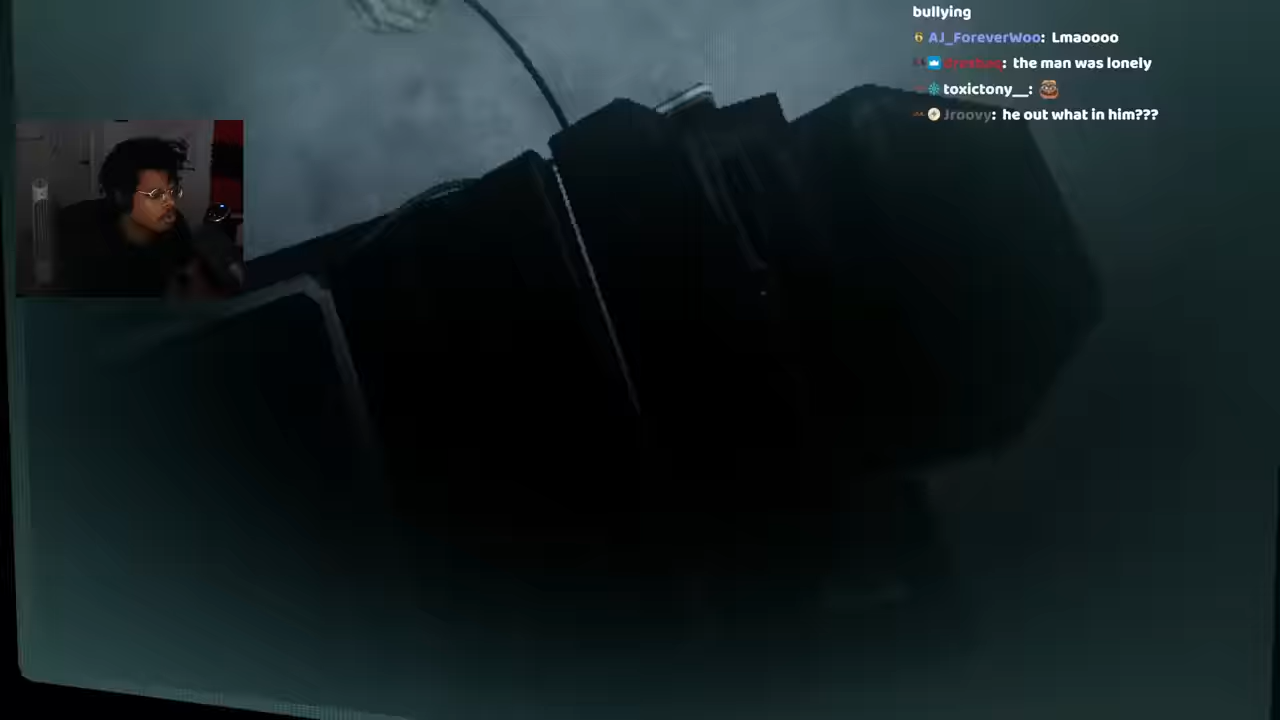 bullying
AJ_ForeverWoo: Lmaoooo
the man was lonely
toxictony__:
Jroovy: he out what in him???